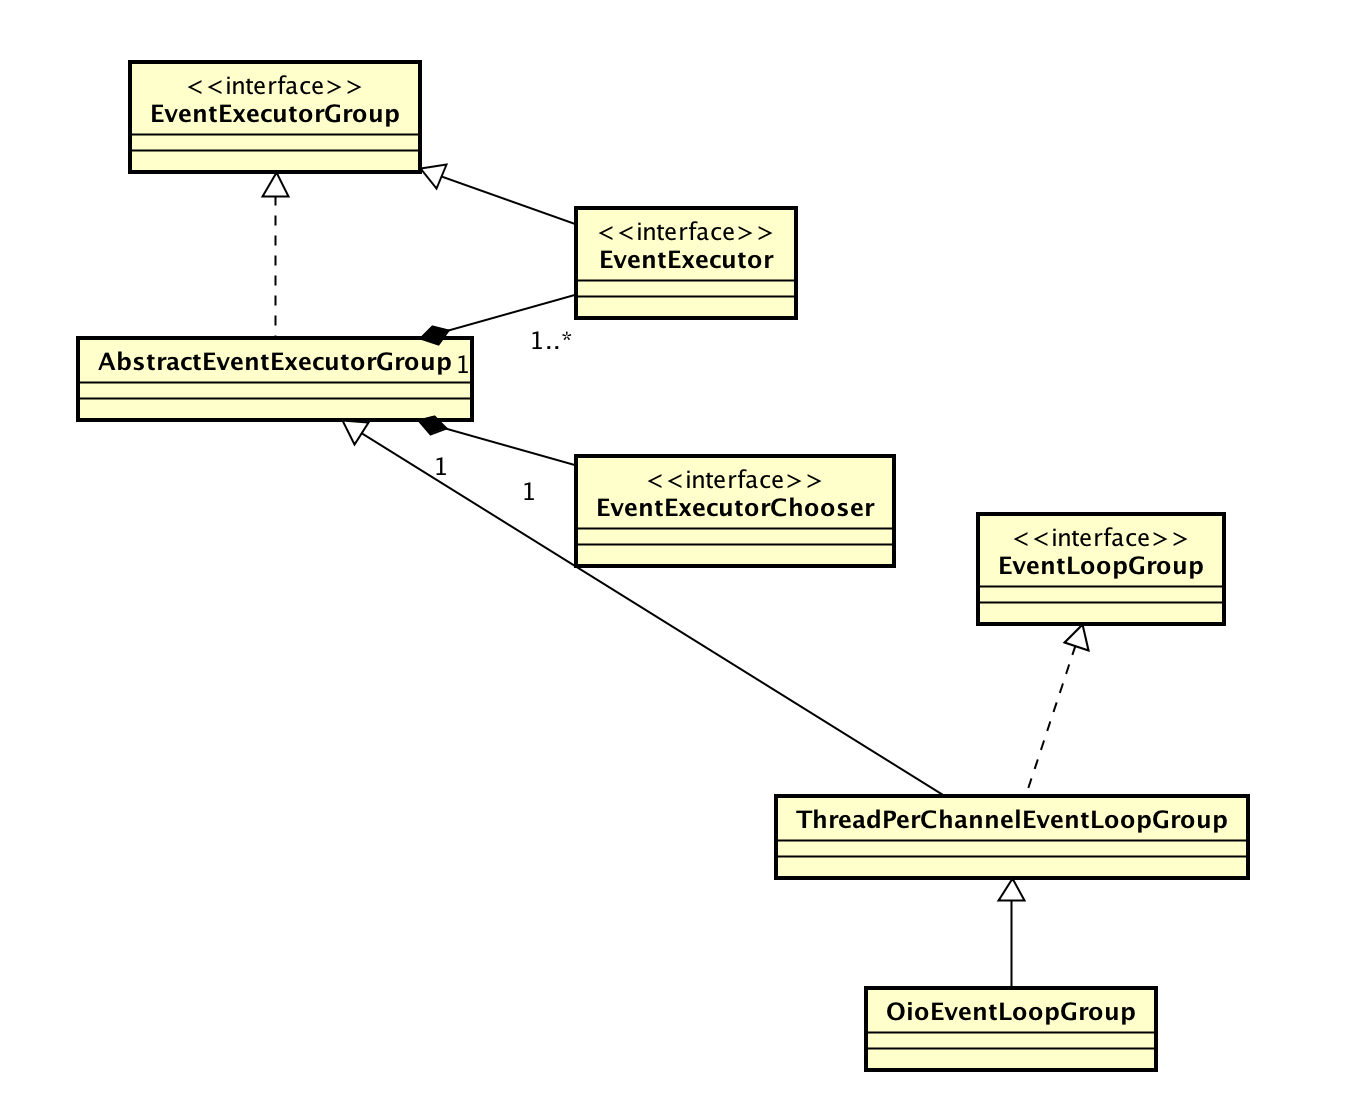 <<interface>>
EventExecutorGroup
<<interface>>
EventExecutor
1..*
AbstractEventExecutorGroup
1
1
1
<<interface>>
EventExecutorChooser
<<interface>>
EventLoopGroup
ThreadPerChannelEventLoopGroup
OioEventLoopGroup